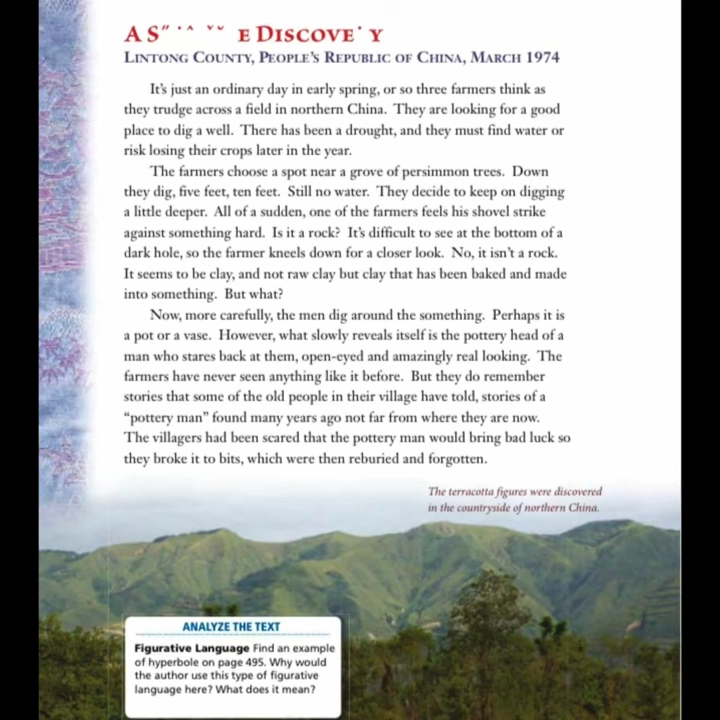 A S E DISCOVE Y
LINTONG COUNTY, PEOPLE'S REPUBLIC OF CHINA, MARCH 1974
It's just an ordinary day in early spring, or so three farmers think as
they trudge across a field in northern China. They are looking for a good
place to dig a well. There has been a drought, and they must find water or
risk losing their crops later in the year.
The farmers choose a spot near a grove of persimmon trees. Down
they dig, five feet, ten feet. Still no water. They decide to keep on digging
a little deeper. All of a sudden, one of the farmers feels his shovel strike
against something hard. Is it a rock? It's difficult to see at the bottom of a
dark hole, so the farmer kneels down for a closer look. No, it isn't a rock.
It seems to be clay, and not raw clay but clay that has been baked and made
into something. But what?
Now, more carefully, the men dig around the something. Perhaps it is
a pot or a vase. However, what slowly reveals itself is the pottery head of a
man who stares back at them, open-eyed and amazingly real looking. The
farmers have never seen anything like it before. But they do remember
stories that some of the old people in their village have told, stories of a
“pottery man” found many years ago not far from where they are now.
The villagers had been scared that the pottery man would bring bad luck so
they broke it to bits, which were then reburied and forgotten.
The terracotta figures were discovered
in the countryside of northern China.
ANALYZE THE TEXT
Figurative Language Find an example
of hyperbole on page 495. Why would
the author use this type of figurative
language here? What does it mean?